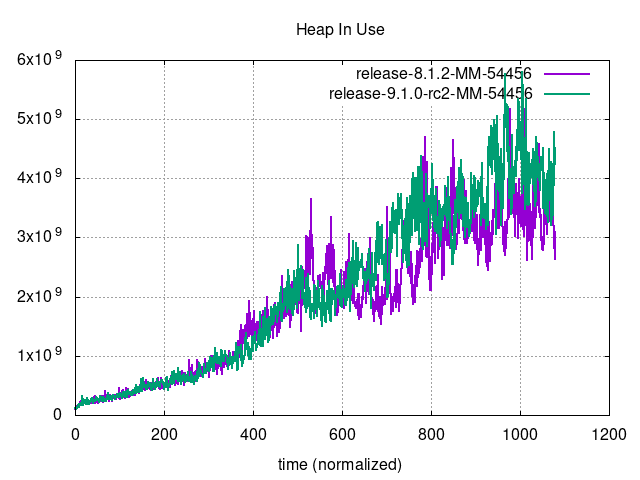 Heap In Use
release-8.1.2-MM-54456
release-9.1.0-rc2-MM-54456
6x10^9
5x10^9
4x10^9
3x10^9
2x10^9
1x10^9
0
0 200 400 600 800 1000 1200
time (normalized)